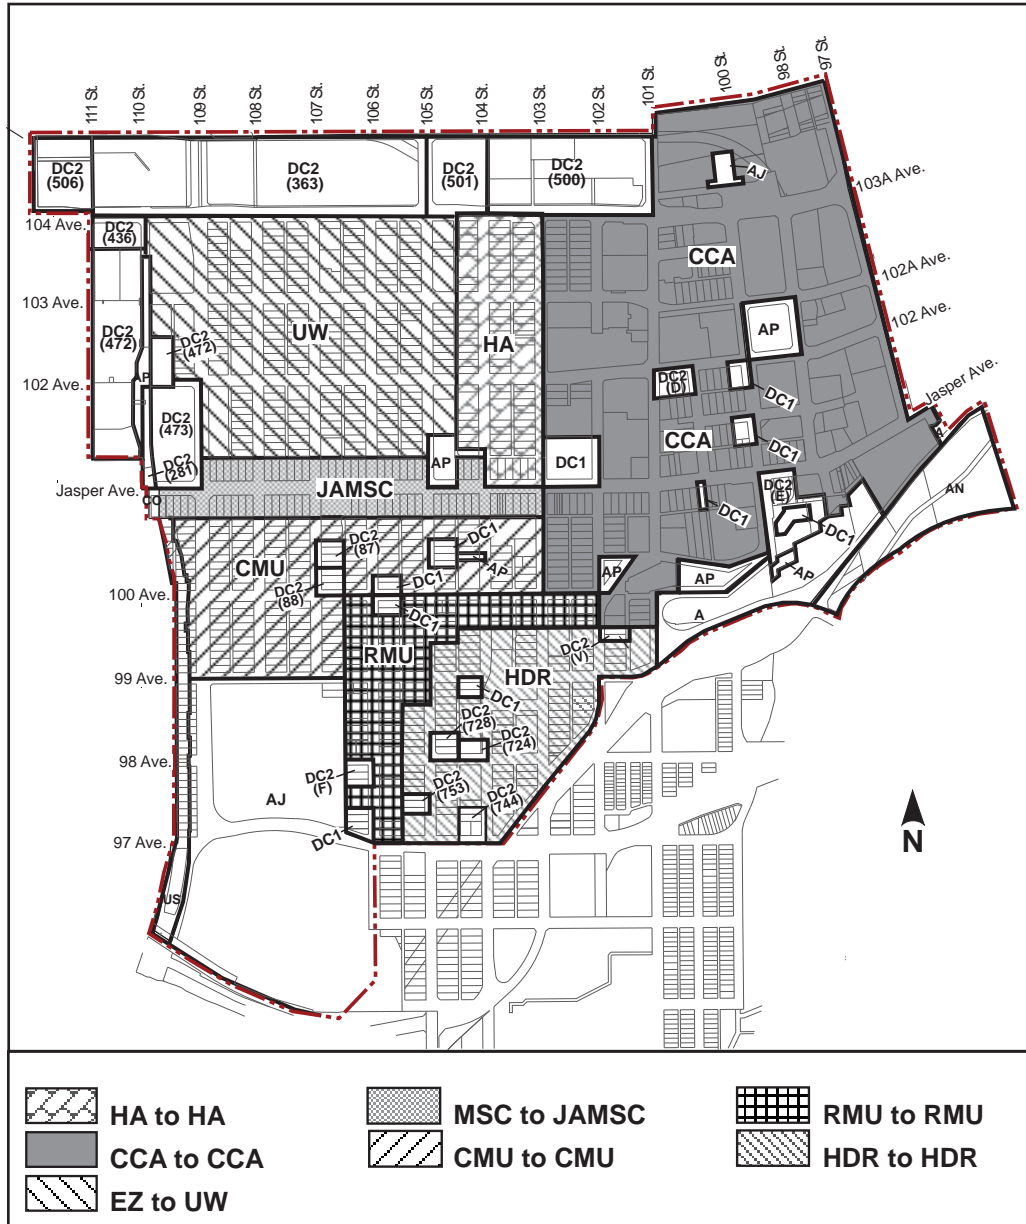 111 St.
110 St.
109 St.
108 St.
107 St.
106 St.
105 St.
104 St.
103 St.
102 St.
101 St.
100 St.
98 St.
97 St.
DC2
(506)
DC2
(363)
DC2
(501)
DC2
(500)
AJ
103A Ave.
104 Ave.
DC2
(436)
CCA
102A Ave.
103 Ave.
DC2
(472)
DC2
(472)
UW
HA
AP
102 Ave.
AP
102 Ave.
DC2
(D)
DC1
Jasper Ave.
DC2
(473)
CCA
DC1
A
DC2
(281)
AP
DC1
DC2
(E)
AN
Jasper Ave.
CO
JAMSC
DC1
DC1
DC2
(87)
DC1
CMU
AP
AP
AP
AP
100 Ave.
DC2
(88)
DC1
DC1
A
RMU
DC2
(V)
99 Ave.
HDR
DC1
DC2
(728)
DC2
(724)
98 Ave.
DC2
(F)
DC2
(753)
DC2
(744)
AJ
DC1
97 Ave.
N
US
HA to HA
MSC to JAMSC
RMU to RMU
CCA to CCA
CMU to CMU
HDR to HDR
EZ to UW